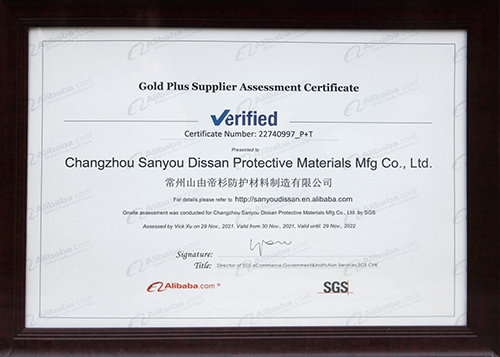 Gold Plus Supplier Assessment Certificate
Verified
Certificate Number: 22740997_P+T
Presented to
Changzhou Sanyou Dissan Protective Materials Mfg Co., Ltd.
常州山由帝杉防护材料制造有限公司
For details please refer to http://sanyoudissan.en.alibaba.com
Onsite assessment was conducted for Changzhou Sanyou Dissan Protective Materials Mfg Co., Ltd. by SGS
Assessed by Vick Xu on 29 Nov., 2021. Valid from 30 Nov., 2021, Valid until: 29 Nov., 2022
Signature:
Title: Director of SGS eCommerce,Government&Institution Services,SGS CHK
Alibaba.com®
SGS